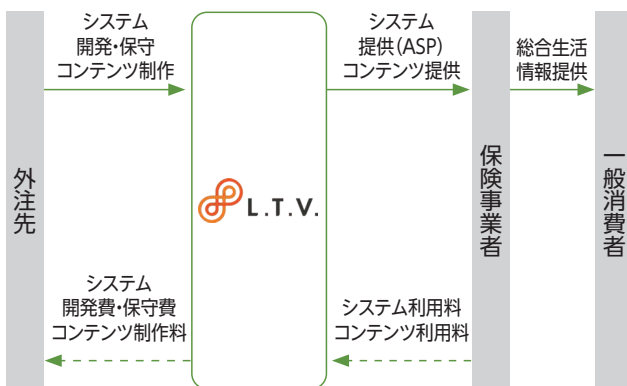 システム
開発・保守
コンテンツ制作
システム
提供(ASP)
コンテンツ提供
総合生活
情報提供
外注先
L.T.V.
保険事業者
一般消費者
システム
開発費・保守費
コンテンツ制作料
システム利用料
コンテンツ利用料